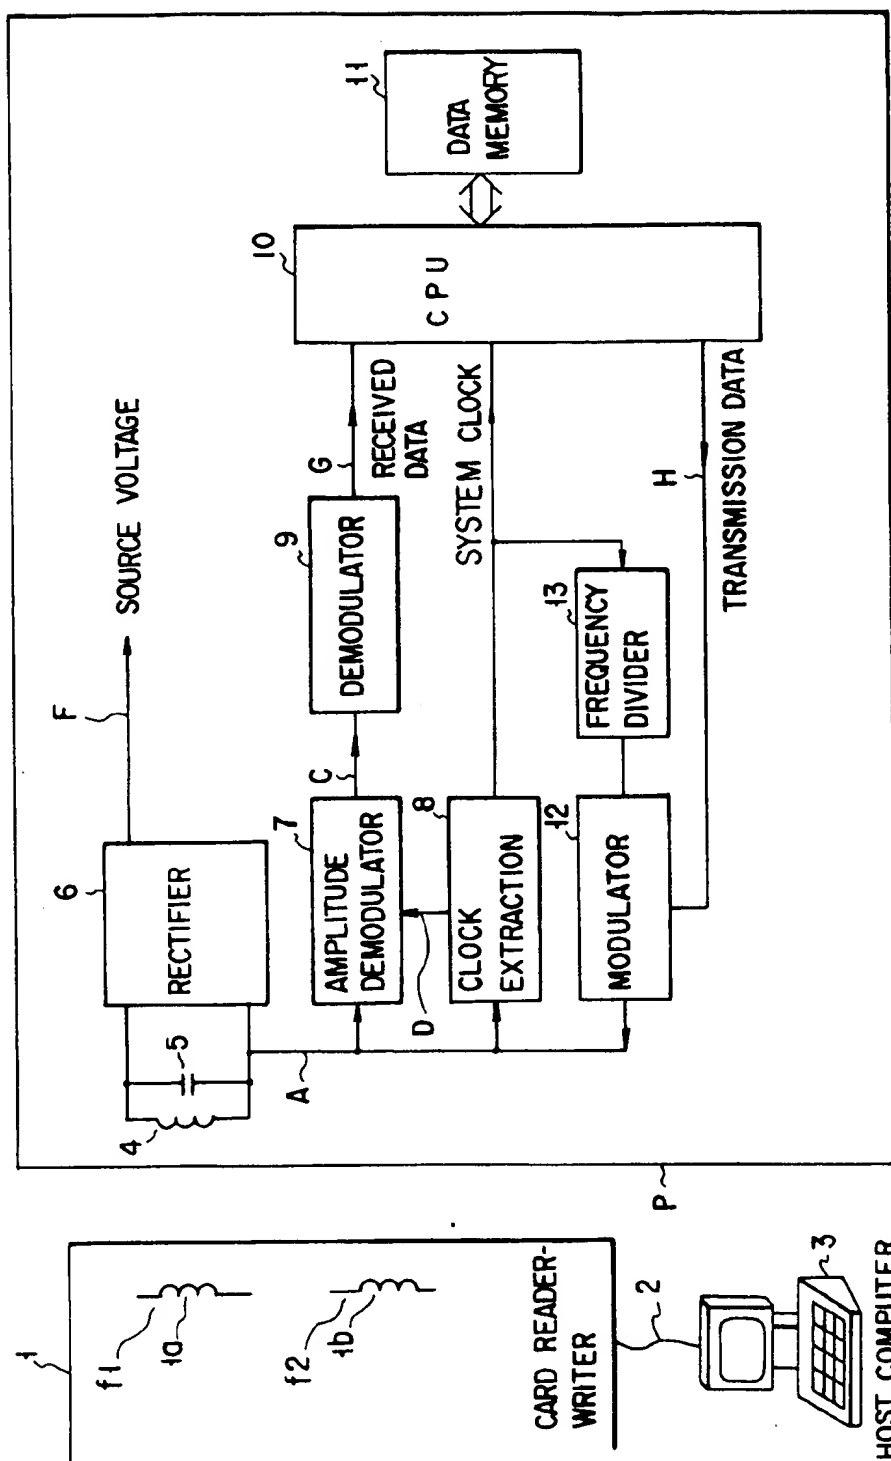 1
f1
1a
f2
1b
CARD READER-
WRITER
2
3
HOST COMPUTER
P
4
5
6
RECTIFIER
F
SOURCE VOLTAGE
A
7
AMPLITUDE
DEMODULATOR
C
9
DEMODULATOR
G
RECEIVED
DATA
D
8
CLOCK
EXTRACTION
SYSTEM CLOCK
12
MODULATOR
13
FREQUENCY
DIVIDER
H
TRANSMISSION DATA
10
CPU
11
DATA
MEMORY